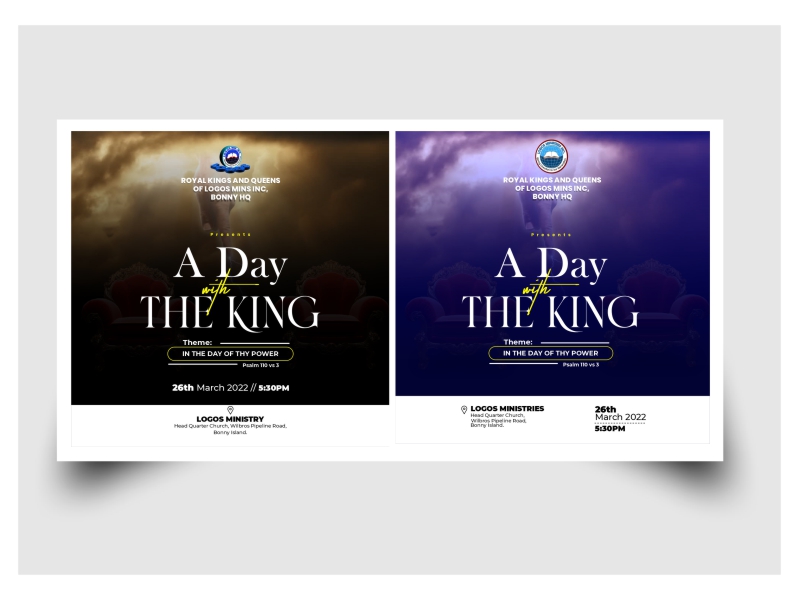 ROYAL KINGS AND QUEENS
OF LOGOS MINS INC,
BONNY HQ
Presents
A Day
with
THE KING
Theme:
IN THE DAY OF THY POWER
Psalm 110 vs 3
26th March 2022 // 5:30PM
LOGOS MINISTRY
Head Quarter Church, Wilbros Pipeline Road,
Bonny Island.
ROYAL KINGS AND QUEENS
OF LOGOS MINS INC,
BONNY HQ
Presents
A Day
with
THE KING
Theme:
IN THE DAY OF THY POWER
Psalm 110 vs 3
LOGOS MINISTRIES
Head Quarter Church,
Wilbros Pipeline Road,
Bonny Island.
26th
March 2022
5:30PM